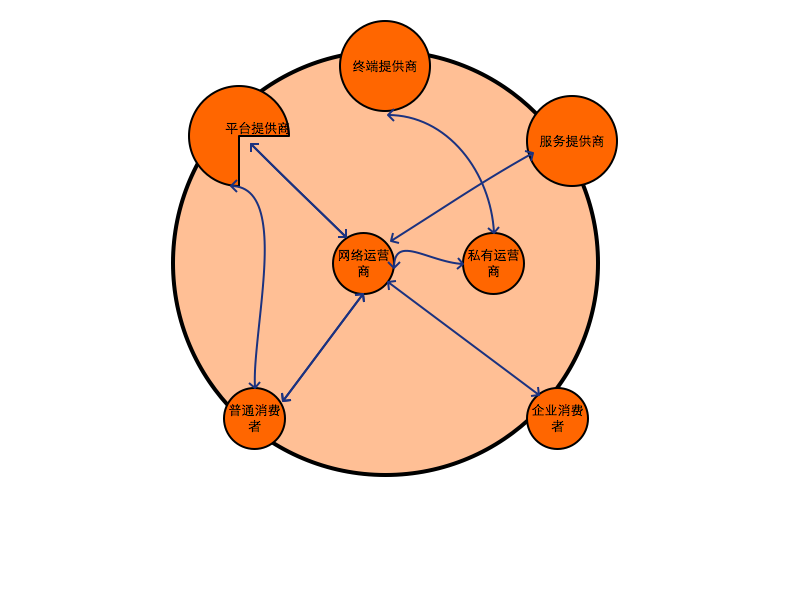 终端提供商
平台提供商
服务提供商
网络运营
商
私有运营
商
普通消费
者
企业消费
者